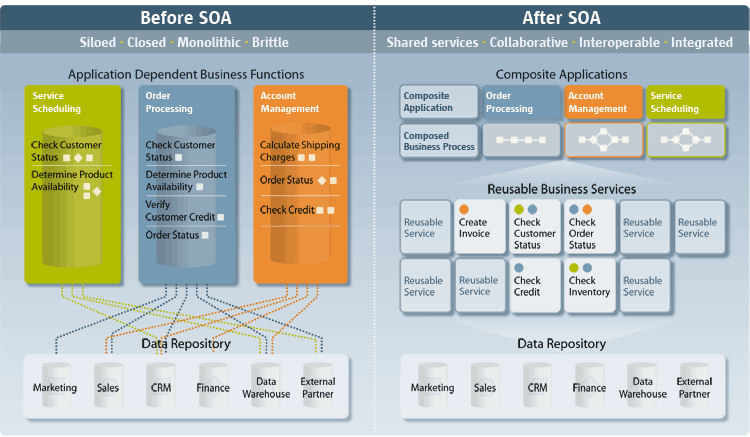 Before SOA
Siloed · Closed · Monolithic · Brittle
Application Dependent Business Functions
Service
Scheduling
Check Customer
Status
Determine Product
Availability
Order
Processing
Check Customer
Status
Determine Product
Availability
Verify
Customer Credit
Order Status
Account
Management
Calculate Shipping
Charges
Order Status
Check Credit
Data Repository
Marketing
Sales
CRM
Finance
Data
Warehouse
External
Partner
After SOA
Shared services · Collaborative · Interoperable · Integrated
Composite Applications
Composite
Application
Order
Processing
Account
Management
Service
Scheduling
Composed
Business Process
Reusable Business Services
Reusable
Service
Create
Invoice
Check
Customer
Status
Check
Order
Status
Reusable
Service
Reusable
Service
Reusable
Service
Reusable
Service
Check
Credit
Check
Inventory
Reusable
Service
Data Repository
Marketing
Sales
CRM
Finance
Data
Warehouse
External
Partner